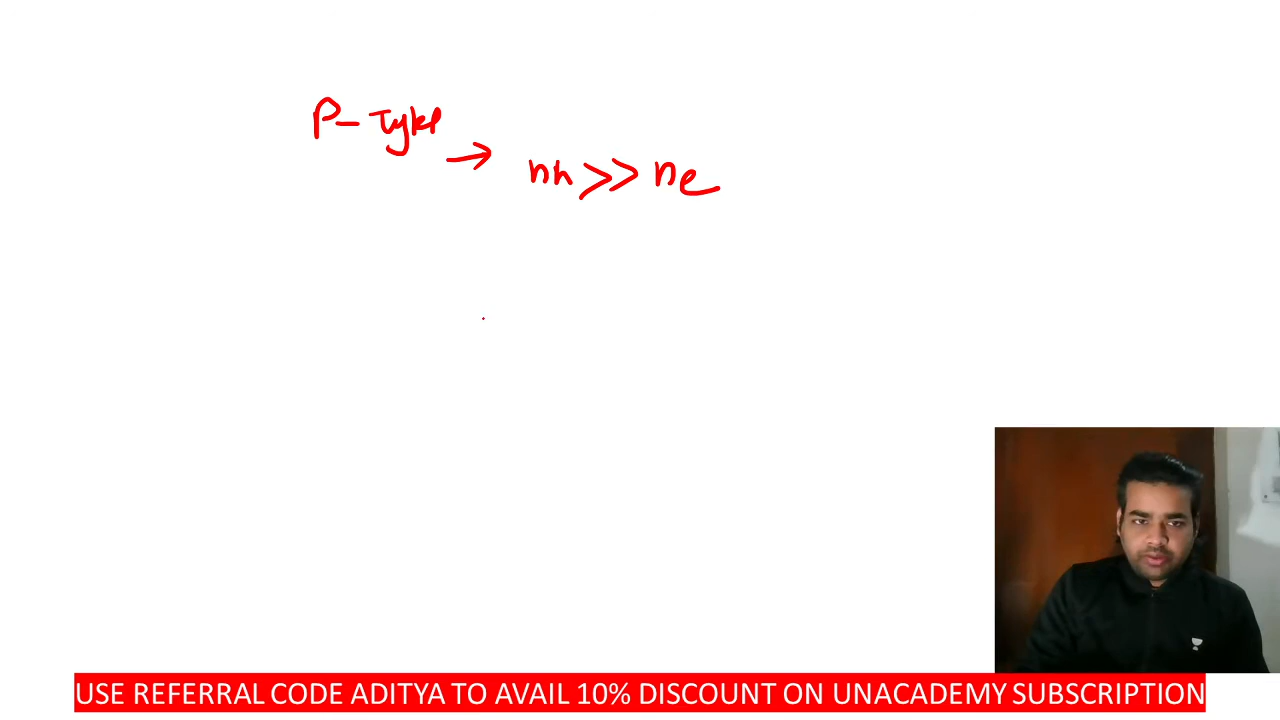 P- Type
→ nh >> ne
USE REFERRAL CODE ADITYA TO AVAIL 10% DISCOUNT ON UNACADEMY SUBSCRIPTION